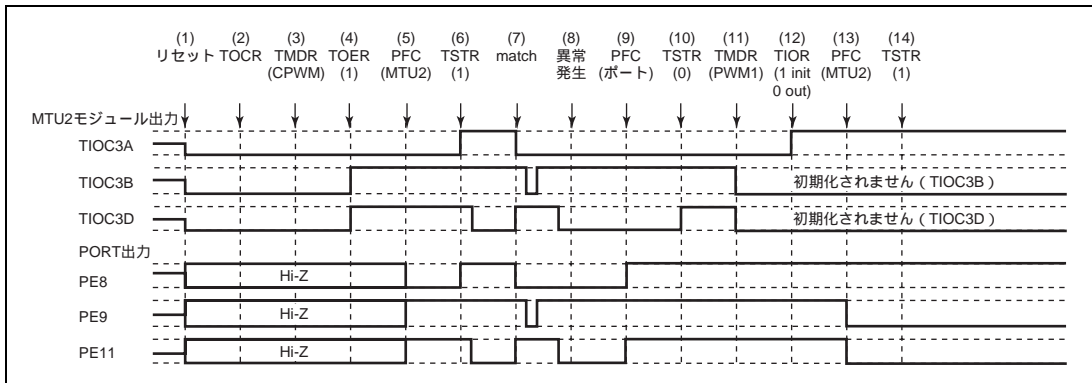 (1) (2) (3) (4) (5) (6) (7) (8) (9) (10) (11) (12) (13) (14)
リセット TOCR TMDR TOER PFC TSTR match 異常 PFC TSTR TMDR TIOR PFC TSTR
(CPWM) (1) (MTU2) (1) 発生 (ポート) (0) (PWM1) (1 init (MTU2) (1)
0 out)
MTU2モジュール出力
TIOC3A
TIOC3B 初期化されません(TIOC3B)
TIOC3D 初期化されません(TIOC3D)
PORT出力
PE8 Hi-Z
PE9 Hi-Z
PE11 Hi-Z